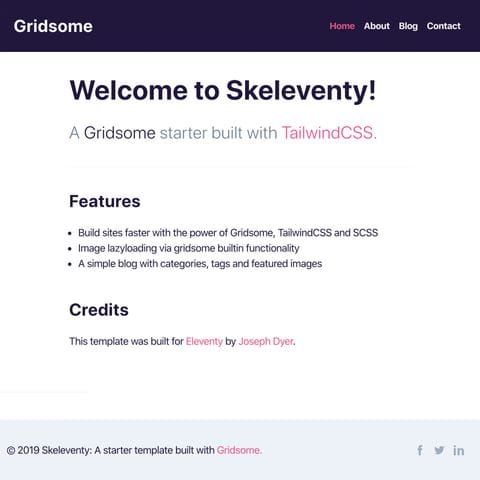 Gridsome
Home About Blog Contact
Welcome to Skeleventy!
A Gridsome starter built with TailwindCSS.
Features
Build sites faster with the power of Gridsome, TailwindCSS and SCSS
Image lazyloading via gridsome builtin functionality
A simple blog with categories, tags and featured images
Credits
This template was built for Eleventy by Joseph Dyer.
© 2019 Skeleventy: A starter template built with Gridsome.